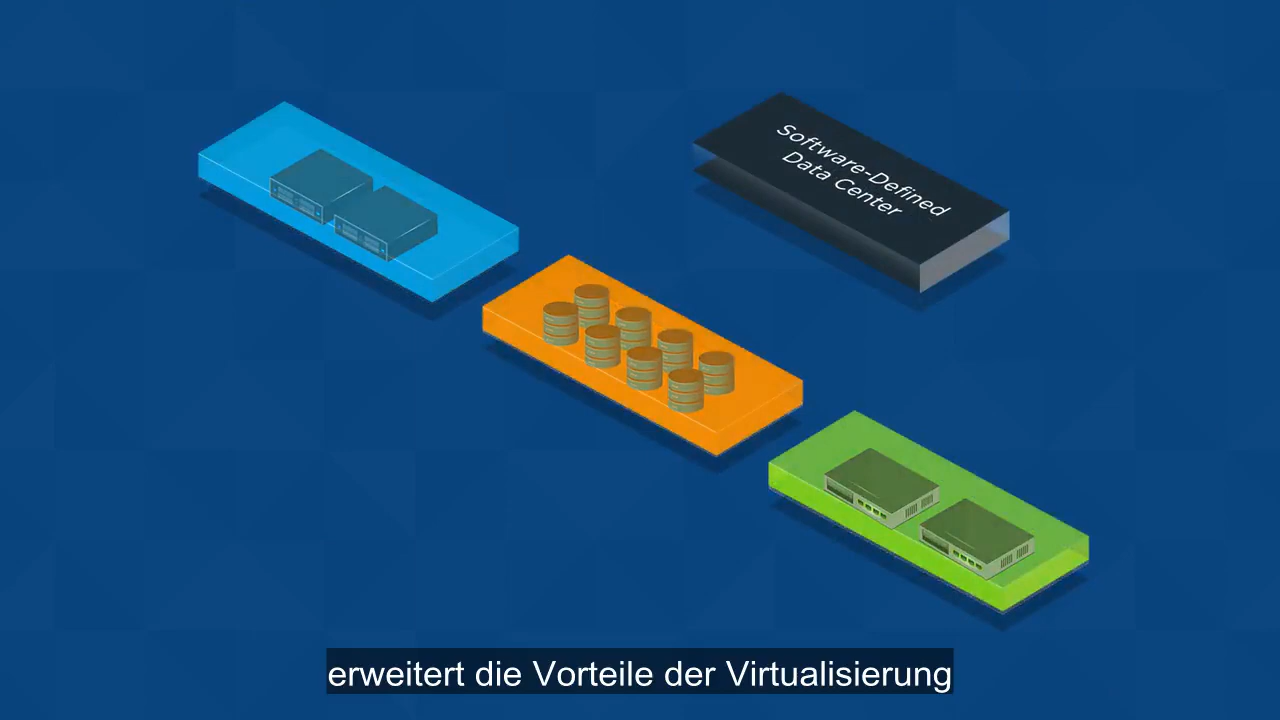 Software-Defined
Data Center
erweitert die Vorteile der Virtualisierung